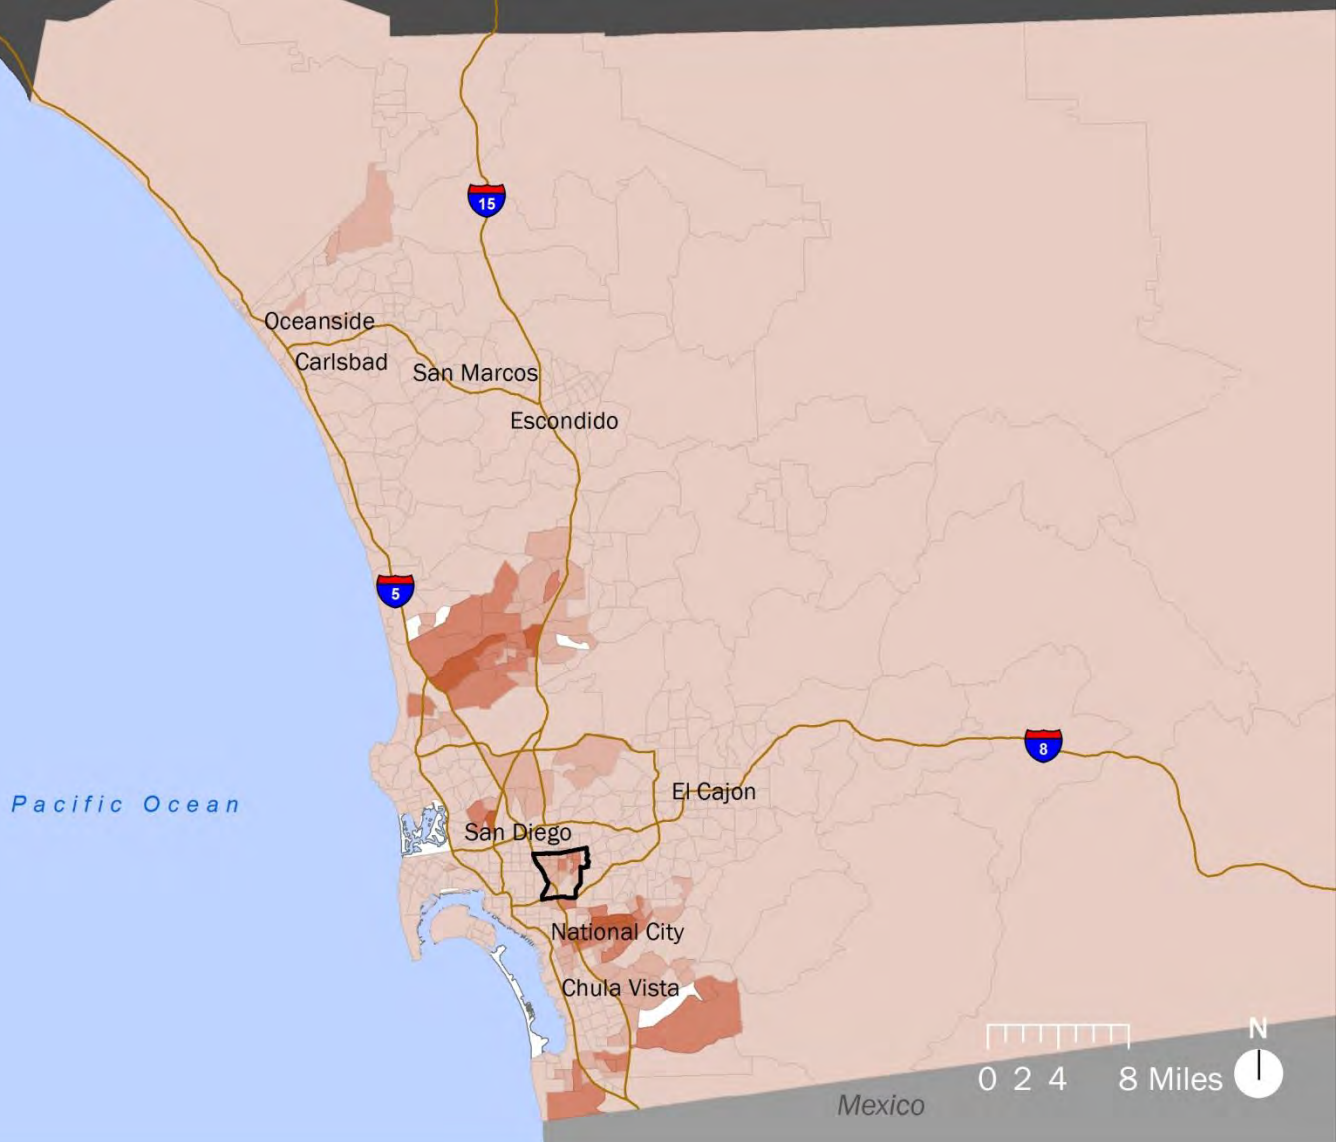 15
Oceanside
Carlsbad
San Marcos
Escondido
5
8
El Cajon
Pacific Ocean
San Diego
National City
Chula Vista
N
0 2 4 8 Miles
Mexico